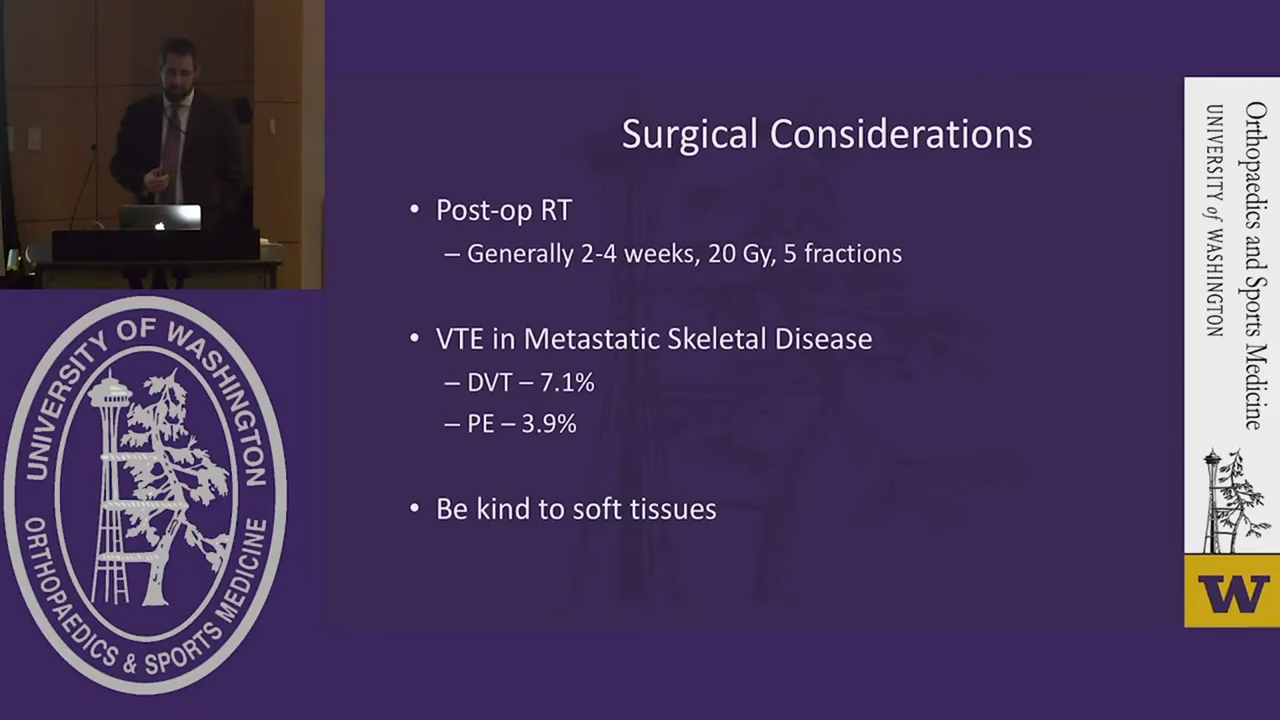 Surgical Considerations
• Post-op RT
– Generally 2-4 weeks, 20 Gy, 5 fractions
• VTE in Metastatic Skeletal Disease
– DVT – 7.1%
– PE – 3.9%
• Be kind to soft tissues
UNIVERSITY OF WASHINGTON
ORTHOPAEDICS & SPORTS MEDICINE
Orthopaedics and Sports Medicine
UNIVERSITY of WASHINGTON
W